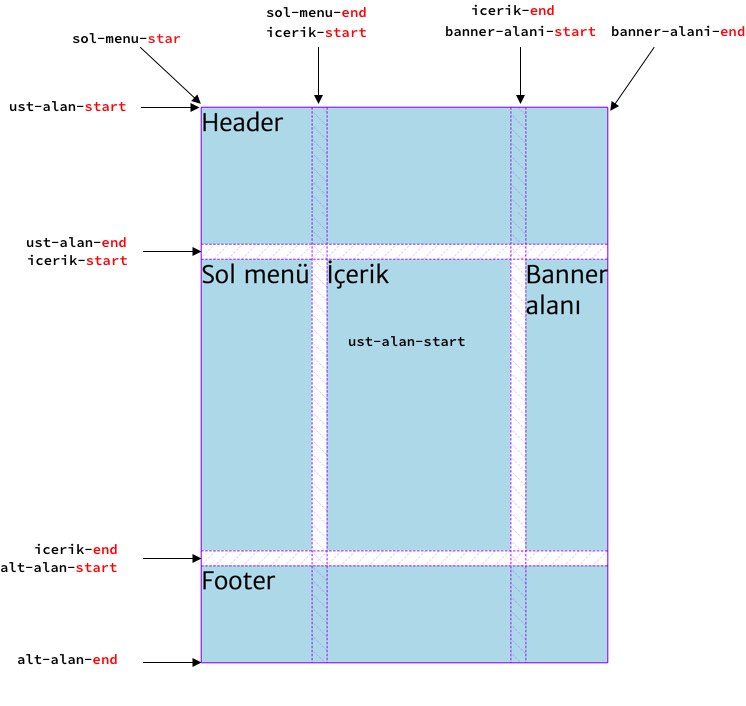 sol-menu-end
icerik-start
icerik-end
banner-alani-start
banner-alani-end
sol-menu-star
ust-alan-start
Header
ust-alan-end
icerik-start
Sol menü
İçerik
Banner
alanı
ust-alan-start
icerik-end
alt-alan-start
Footer
alt-alan-end